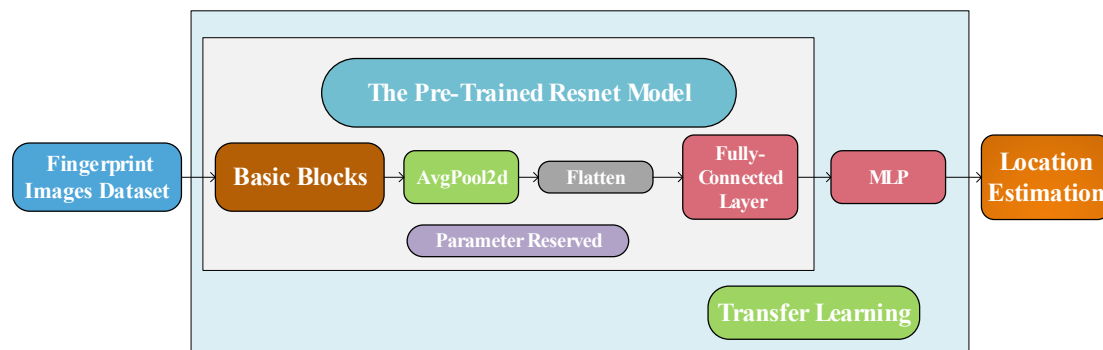 The Pre-Trained Resnet Model
Fingerprint
Images Dataset
Basic Blocks
AvgPool2d
Flatten
Fully-
Connected
Layer
MLP
Location
Estimation
Parameter Reserved
Transfer Learning